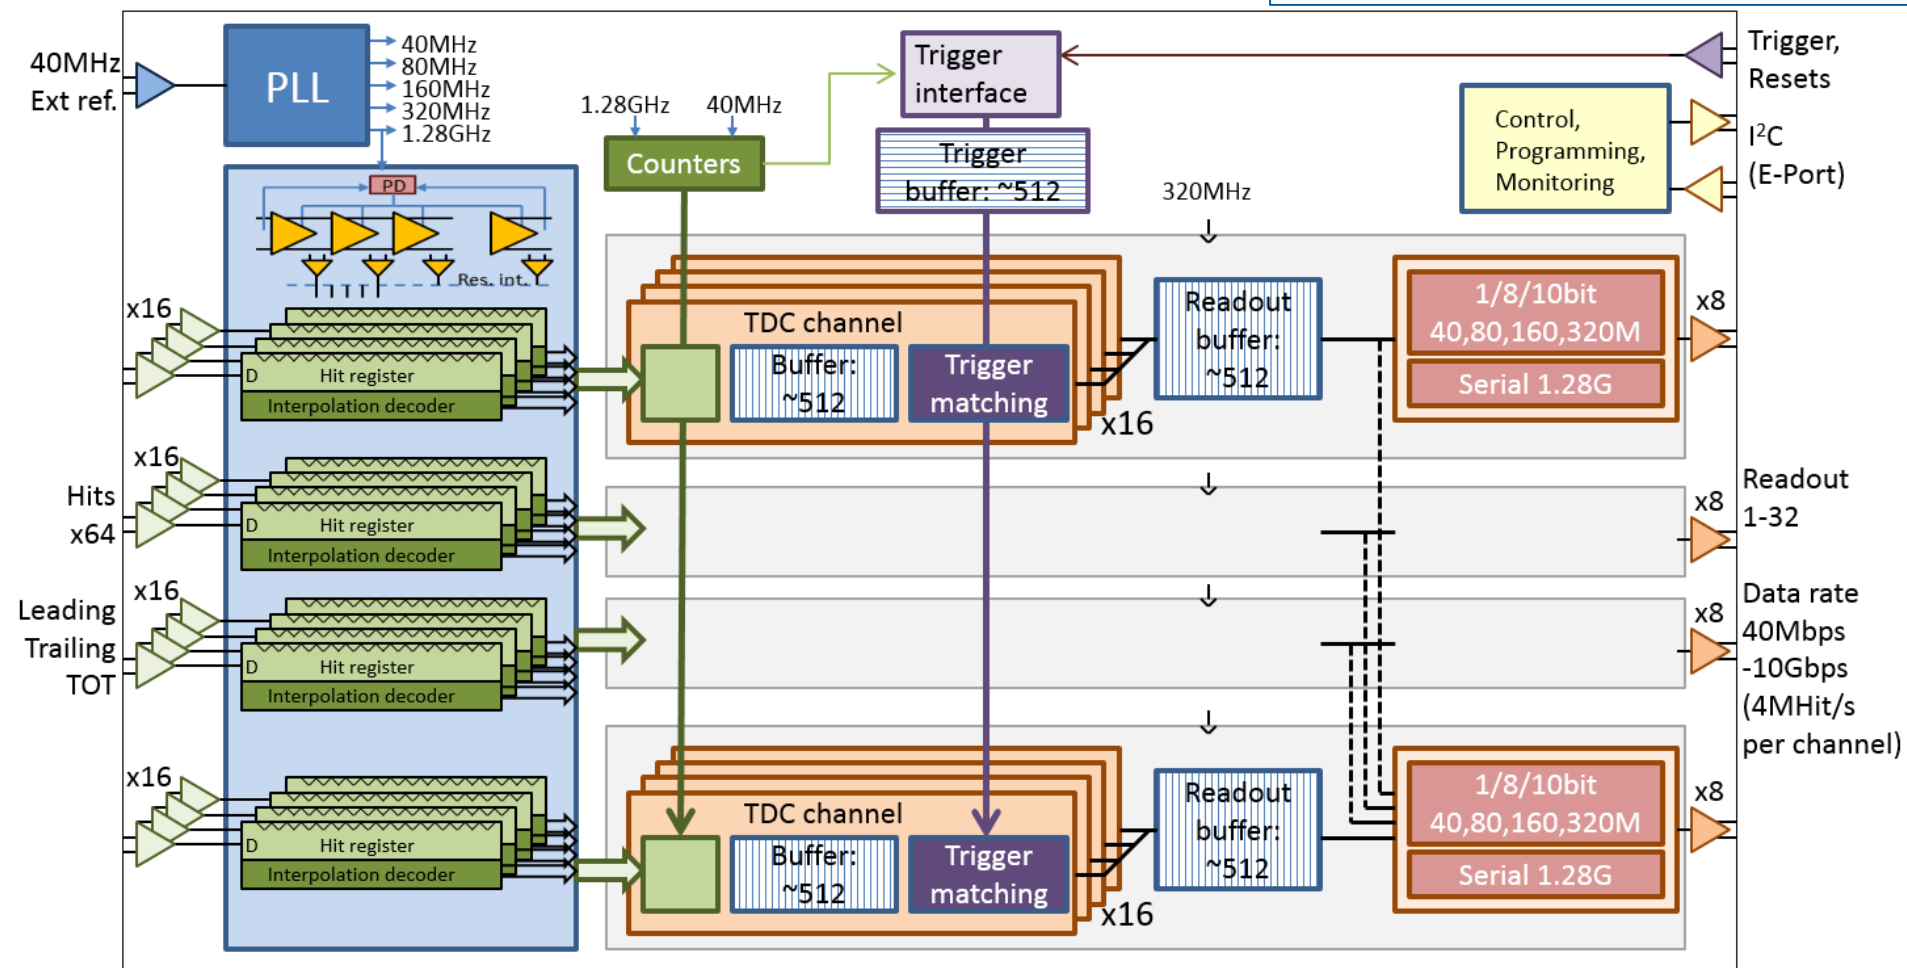 40MHz
Ext ref.
PLL
40MHz
80MHz
160MHz
320MHz
1.28GHz
1.28GHz
40MHz
Counters
Trigger
interface
Trigger
buffer: ~512
Trigger,
Resets
Control,
Programming,
Monitoring
I²C
(E-Port)
320MHz
PD
Res. int.
x16
D
Hit register
Interpolation decoder
TDC channel
Buffer:
~512
Trigger
matching
x16
Readout
buffer:
~512
1/8/10bit
40,80,160,320M
Serial 1.28G
x8
Hits
x64
x16
D
Hit register
Interpolation decoder
x8
Readout
1-32
Leading
Trailing
TOT
x16
D
Hit register
Interpolation decoder
x8
Data rate
40Mbps
-10Gbps
(4MHit/s
per channel)
x16
D
Hit register
Interpolation decoder
TDC channel
Buffer:
~512
Trigger
matching
x16
Readout
buffer:
~512
1/8/10bit
40,80,160,320M
Serial 1.28G
x8